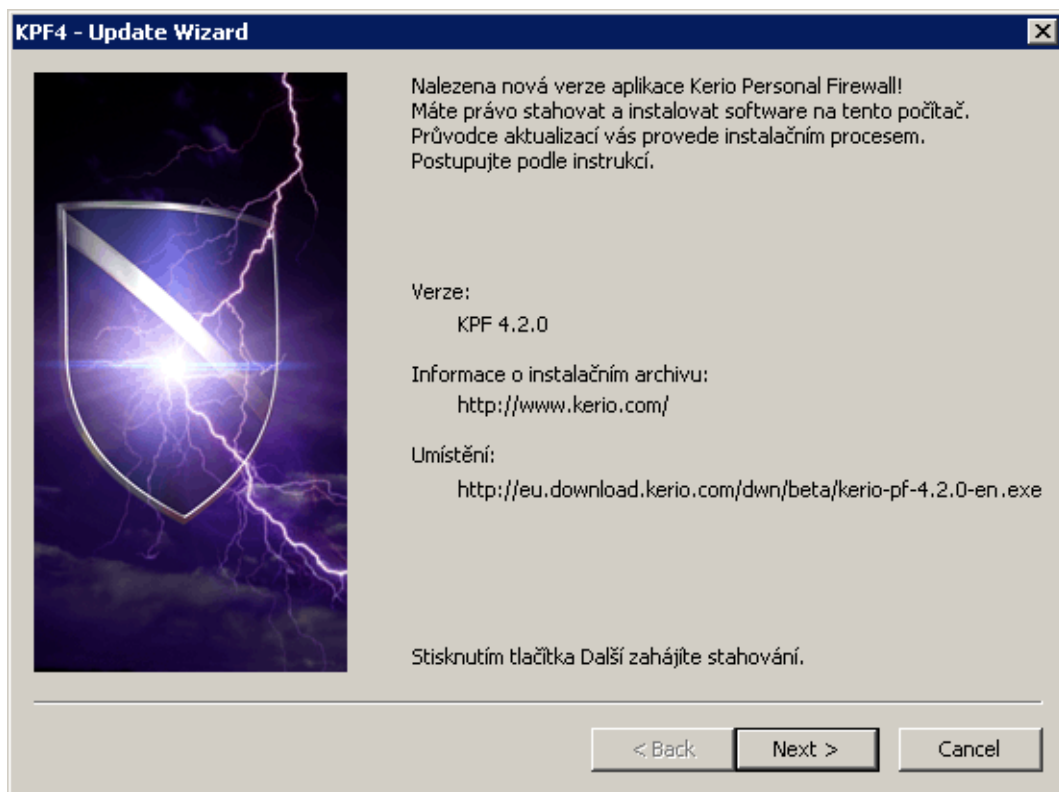 KPF4 - Update Wizard
Nalezena nová verze aplikace Kerio Personal Firewall!
Máte právo stahovat a instalovat software na tento počítač.
Průvodce aktualizací vás provede instalačním procesem.
Postupujte podle instrukcí.
Verze:
KPF 4.2.0
Informace o instalačním archivu:
http://www.kerio.com/
Umístění:
http://eu.download.kerio.com/dwn/beta/kerio-pf-4.2.0-en.exe
Stisknutím tlačítka Další zahájíte stahování.
< Back
Next >
Cancel